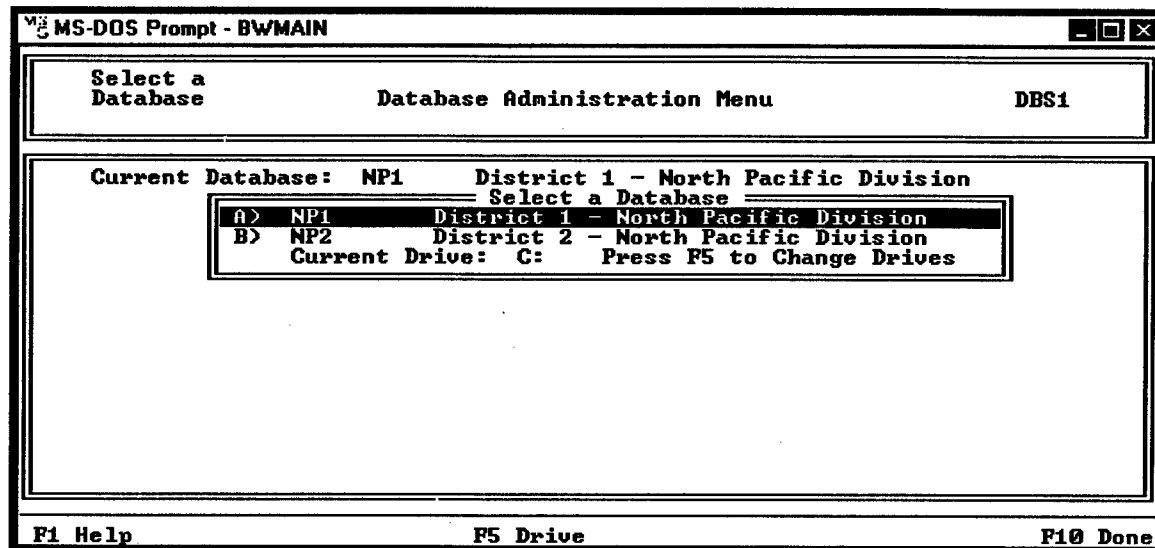 MS-DOS Prompt - BWMAIN
Select a
Database Database Administration Menu DBS1
Current Database: NP1 District 1 - North Pacific Division
Select a Database
A) NP1 District 1 - North Pacific Division
B) NP2 District 2 - North Pacific Division
Current Drive: C: Press F5 to Change Drives
F1 Help F5 Drive F10 Done